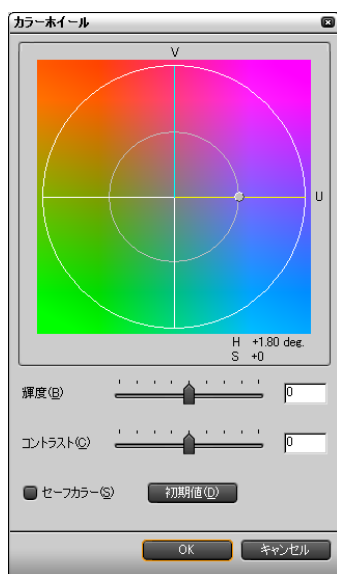 カラーホイール
V
U
H +1.80 deg.
S +0
輝度(B) 0
コントラスト(C) 0
セーフカラー(S) 初期値(D)
OK キャンセル